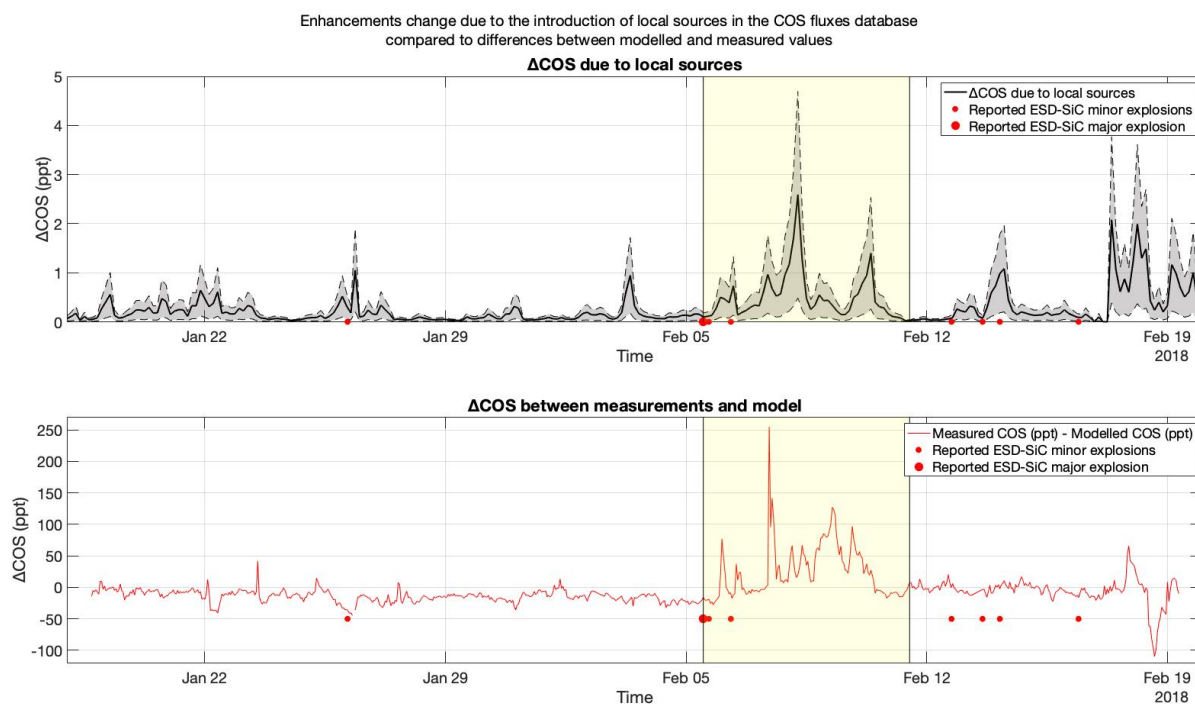 Enhancements change due to the introduction of local sources in the COS fluxes database
compared to differences between modelled and measured values
ΔCOS due to local sources
ΔCOS (ppt)
5
4
3
2
1
0
ΔCOS due to local sources
Reported ESD-SiC minor explosions
Reported ESD-SiC major explosion
Jan 22
Jan 29
Feb 05
Feb 12
Feb 19
2018
Time
ΔCOS between measurements and model
ΔCOS (ppt)
250
200
150
100
50
0
-50
-100
Measured COS (ppt) - Modelled COS (ppt)
Reported ESD-SiC minor explosions
Reported ESD-SiC major explosion
Jan 22
Jan 29
Feb 05
Feb 12
Feb 19
2018
Time